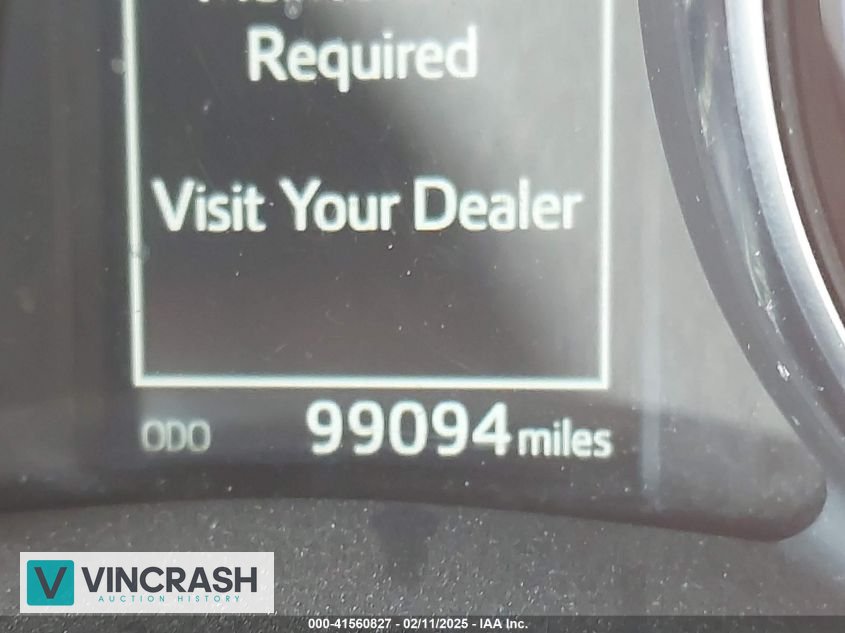 Required
Visit Your Dealer
ODO 99094 miles
VINCRASH
AUCTION HISTORY
000-41560827 - 02/11/2025 - IAA Inc.